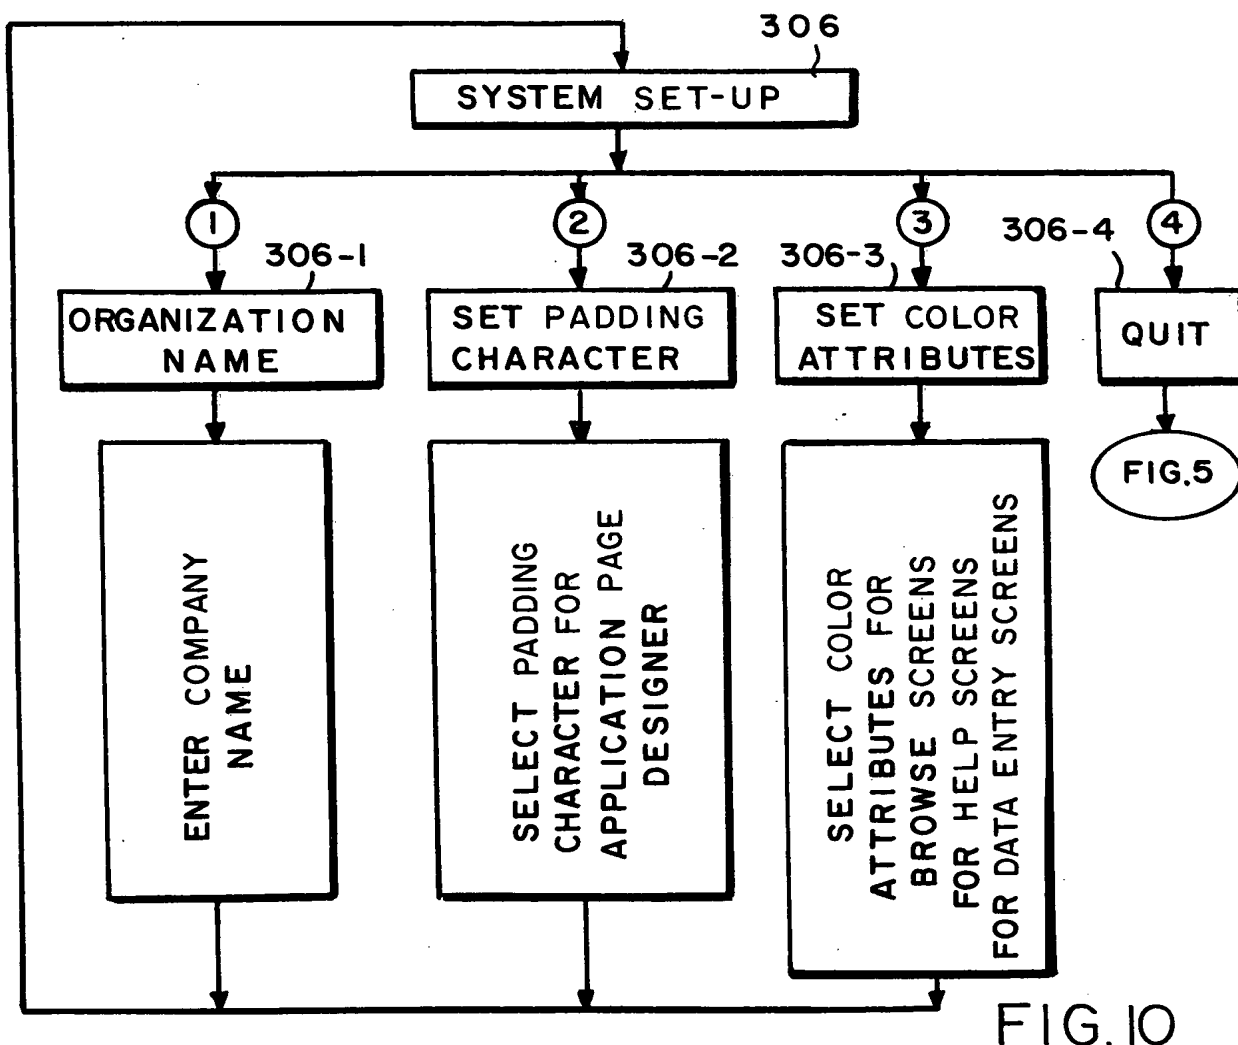 306
SYSTEM SET-UP
1
2
3
4
306-1
306-2
306-3
306-4
ORGANIZATION
NAME
SET PADDING
CHARACTER
SET COLOR
ATTRIBUTES
QUIT
ENTER COMPANY
NAME
SELECT PADDING
CHARACTER FOR
APPLICATION PAGE
DESIGNER
SELECT COLOR
ATTRIBUTES FOR
BROWSE SCREENS
FOR HELP SCREENS
FOR DATA ENTRY SCREENS
FIG.5
FIG.10